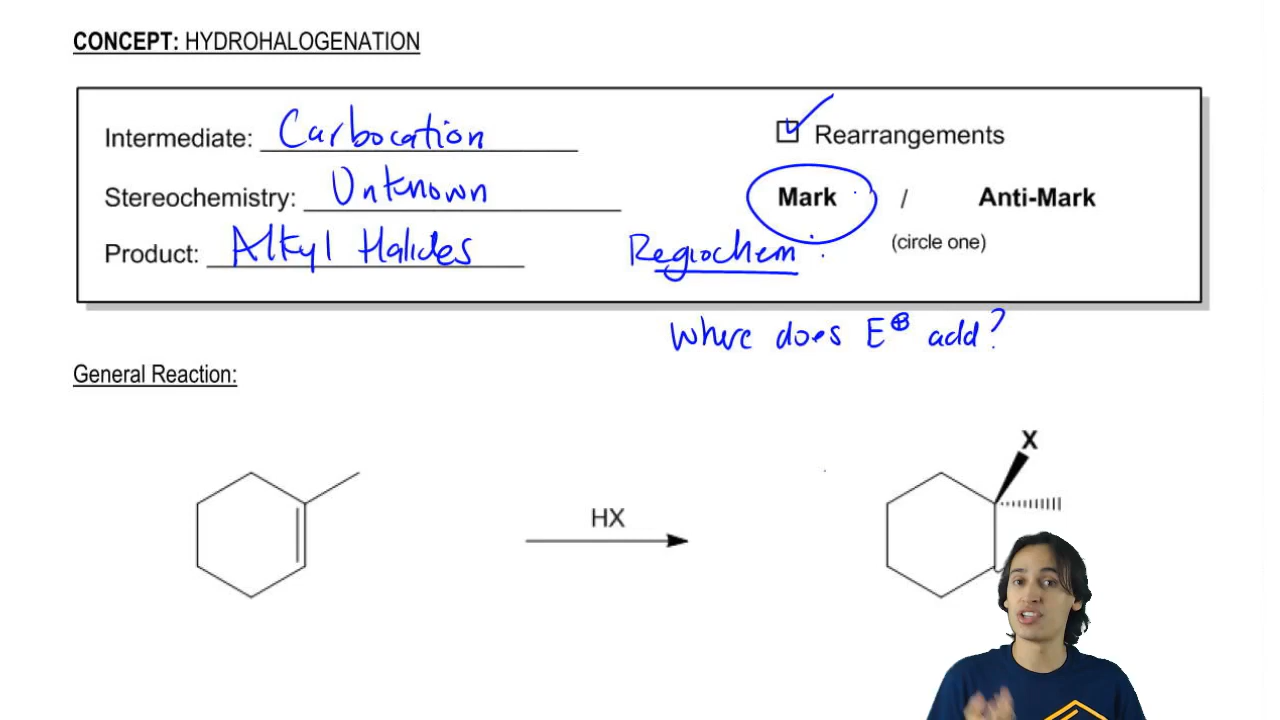 CONCEPT: HYDROHALOGENATION
Intermediate: Carbocation
Rearrangements
Stereochemistry: Unknown
Mark / Anti-Mark
Product: Alkyl Halides
Regiochem:
(circle one)
Where does E⊕ add?
General Reaction:
X
HX